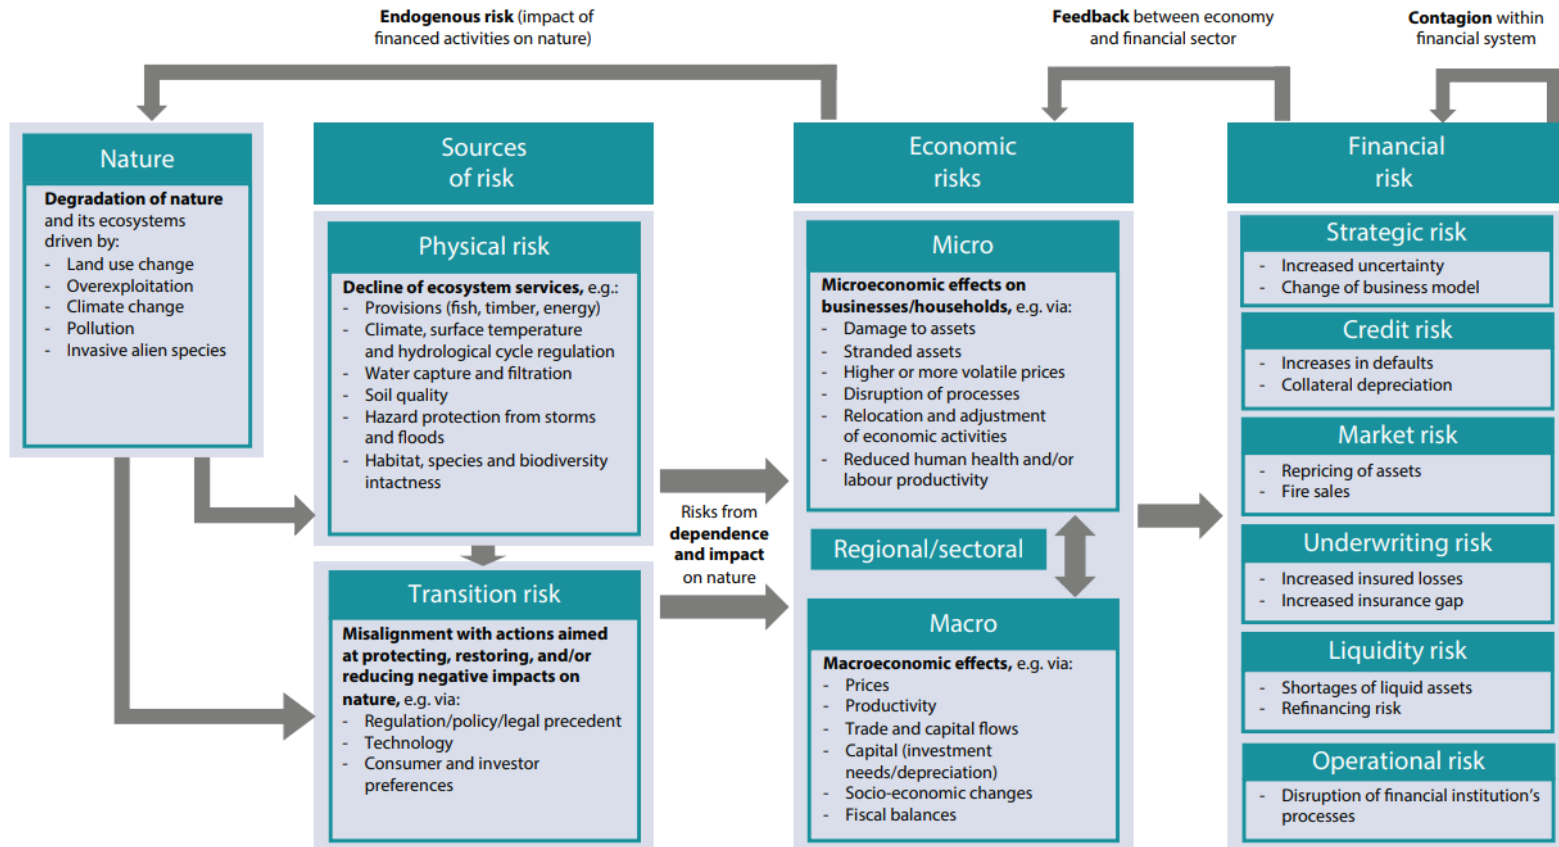 Endogenous risk (impact of
financed activities on nature)
Feedback between economy
and financial sector
Contagion within
financial system
Nature
Degradation of nature
and its ecosystems
driven by:
- Land use change
- Overexploitation
- Climate change
- Pollution
- Invasive alien species
Sources
of risk
Physical risk
Decline of ecosystem services, e.g.:
- Provisions (fish, timber, energy)
- Climate, surface temperature
and hydrological cycle regulation
- Water capture and filtration
- Soil quality
- Hazard protection from storms
and floods
- Habitat, species and biodiversity
intactness
Transition risk
Misalignment with actions aimed
at protecting, restoring, and/or
reducing negative impacts on
nature, e.g. via:
- Regulation/policy/legal precedent
- Technology
- Consumer and investor
preferences
Risks from
dependence
and impact
on nature
Economic
risks
Micro
Microeconomic effects on
businesses/households, e.g. via:
- Damage to assets
- Stranded assets
- Higher or more volatile prices
- Disruption of processes
- Relocation and adjustment
of economic activities
- Reduced human health and/or
labour productivity
Regional/sectoral
Macro
Macroeconomic effects, e.g. via:
- Prices
- Productivity
- Trade and capital flows
- Capital (investment
needs/depreciation)
- Socio-economic changes
- Fiscal balances
Financial
risk
Strategic risk
- Increased uncertainty
- Change of business model
Credit risk
- Increases in defaults
- Collateral depreciation
Market risk
- Repricing of assets
- Fire sales
Underwriting risk
- Increased insured losses
- Increased insurance gap
Liquidity risk
- Shortages of liquid assets
- Refinancing risk
Operational risk
- Disruption of financial institution's
processes